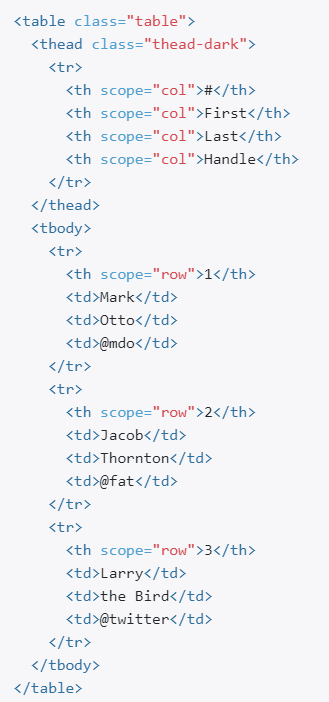 <table class="table">
  <thead class="thead-dark">
    <tr>
      <th scope="col">#</th>
      <th scope="col">First</th>
      <th scope="col">Last</th>
      <th scope="col">Handle</th>
    </tr>
  </thead>
  <tbody>
    <tr>
      <th scope="row">1</th>
      <td>Mark</td>
      <td>Otto</td>
      <td>@mdo</td>
    </tr>
    <tr>
      <th scope="row">2</th>
      <td>Jacob</td>
      <td>Thornton</td>
      <td>@fat</td>
    </tr>
    <tr>
      <th scope="row">3</th>
      <td>Larry</td>
      <td>the Bird</td>
      <td>@twitter</td>
    </tr>
  </tbody>
</table>